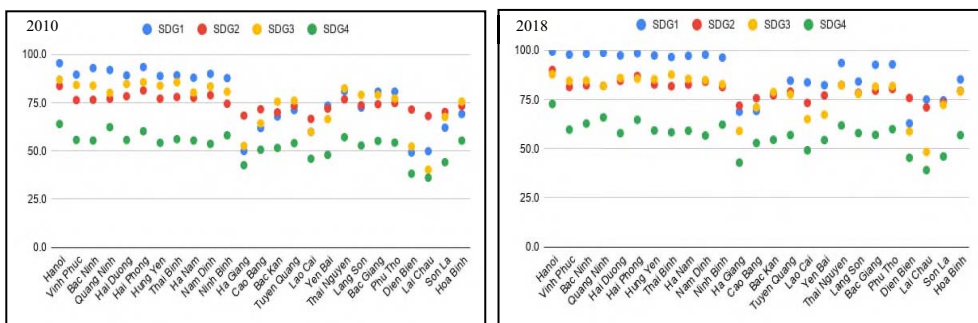 2010
SDG1 SDG2 SDG3 SDG4
100.0
75.0
50.0
25.0
0.0
Hanoi
Vinh Phuc
Bac Ninh
Quang Ninh
Hai Duong
Hai Phong
Hung Yen
Thai Binh
Ha Nam
Nam Dinh
Ninh Binh
Ha Giang
Cao Bang
Bac Kan
Tuyen Quang
Lao Cai
Yen Bai
Thai Nguyen
Lang Son
Bac Giang
Phu Tho
Dien Bien
Lai Chau
Son La
Hoa Binh
2018
SDG1 SDG2 SDG3 SDG4
100.0
75.0
50.0
25.0
0.0
Hanoi
Vinh Phuc
Bac Ninh
Quang Ninh
Hai Duong
Hai Phong
Hung Yen
Thai Binh
Ha Nam
Nam Dinh
Ninh Binh
Ha Giang
Cao Bang
Bac Kan
Tuyen Quang
Lao Cai
Yen Bai
Thai Nguyen
Lang Son
Bac Giang
Phu Tho
Dien Bien
Lai Chau
Son La
Hoa Binh